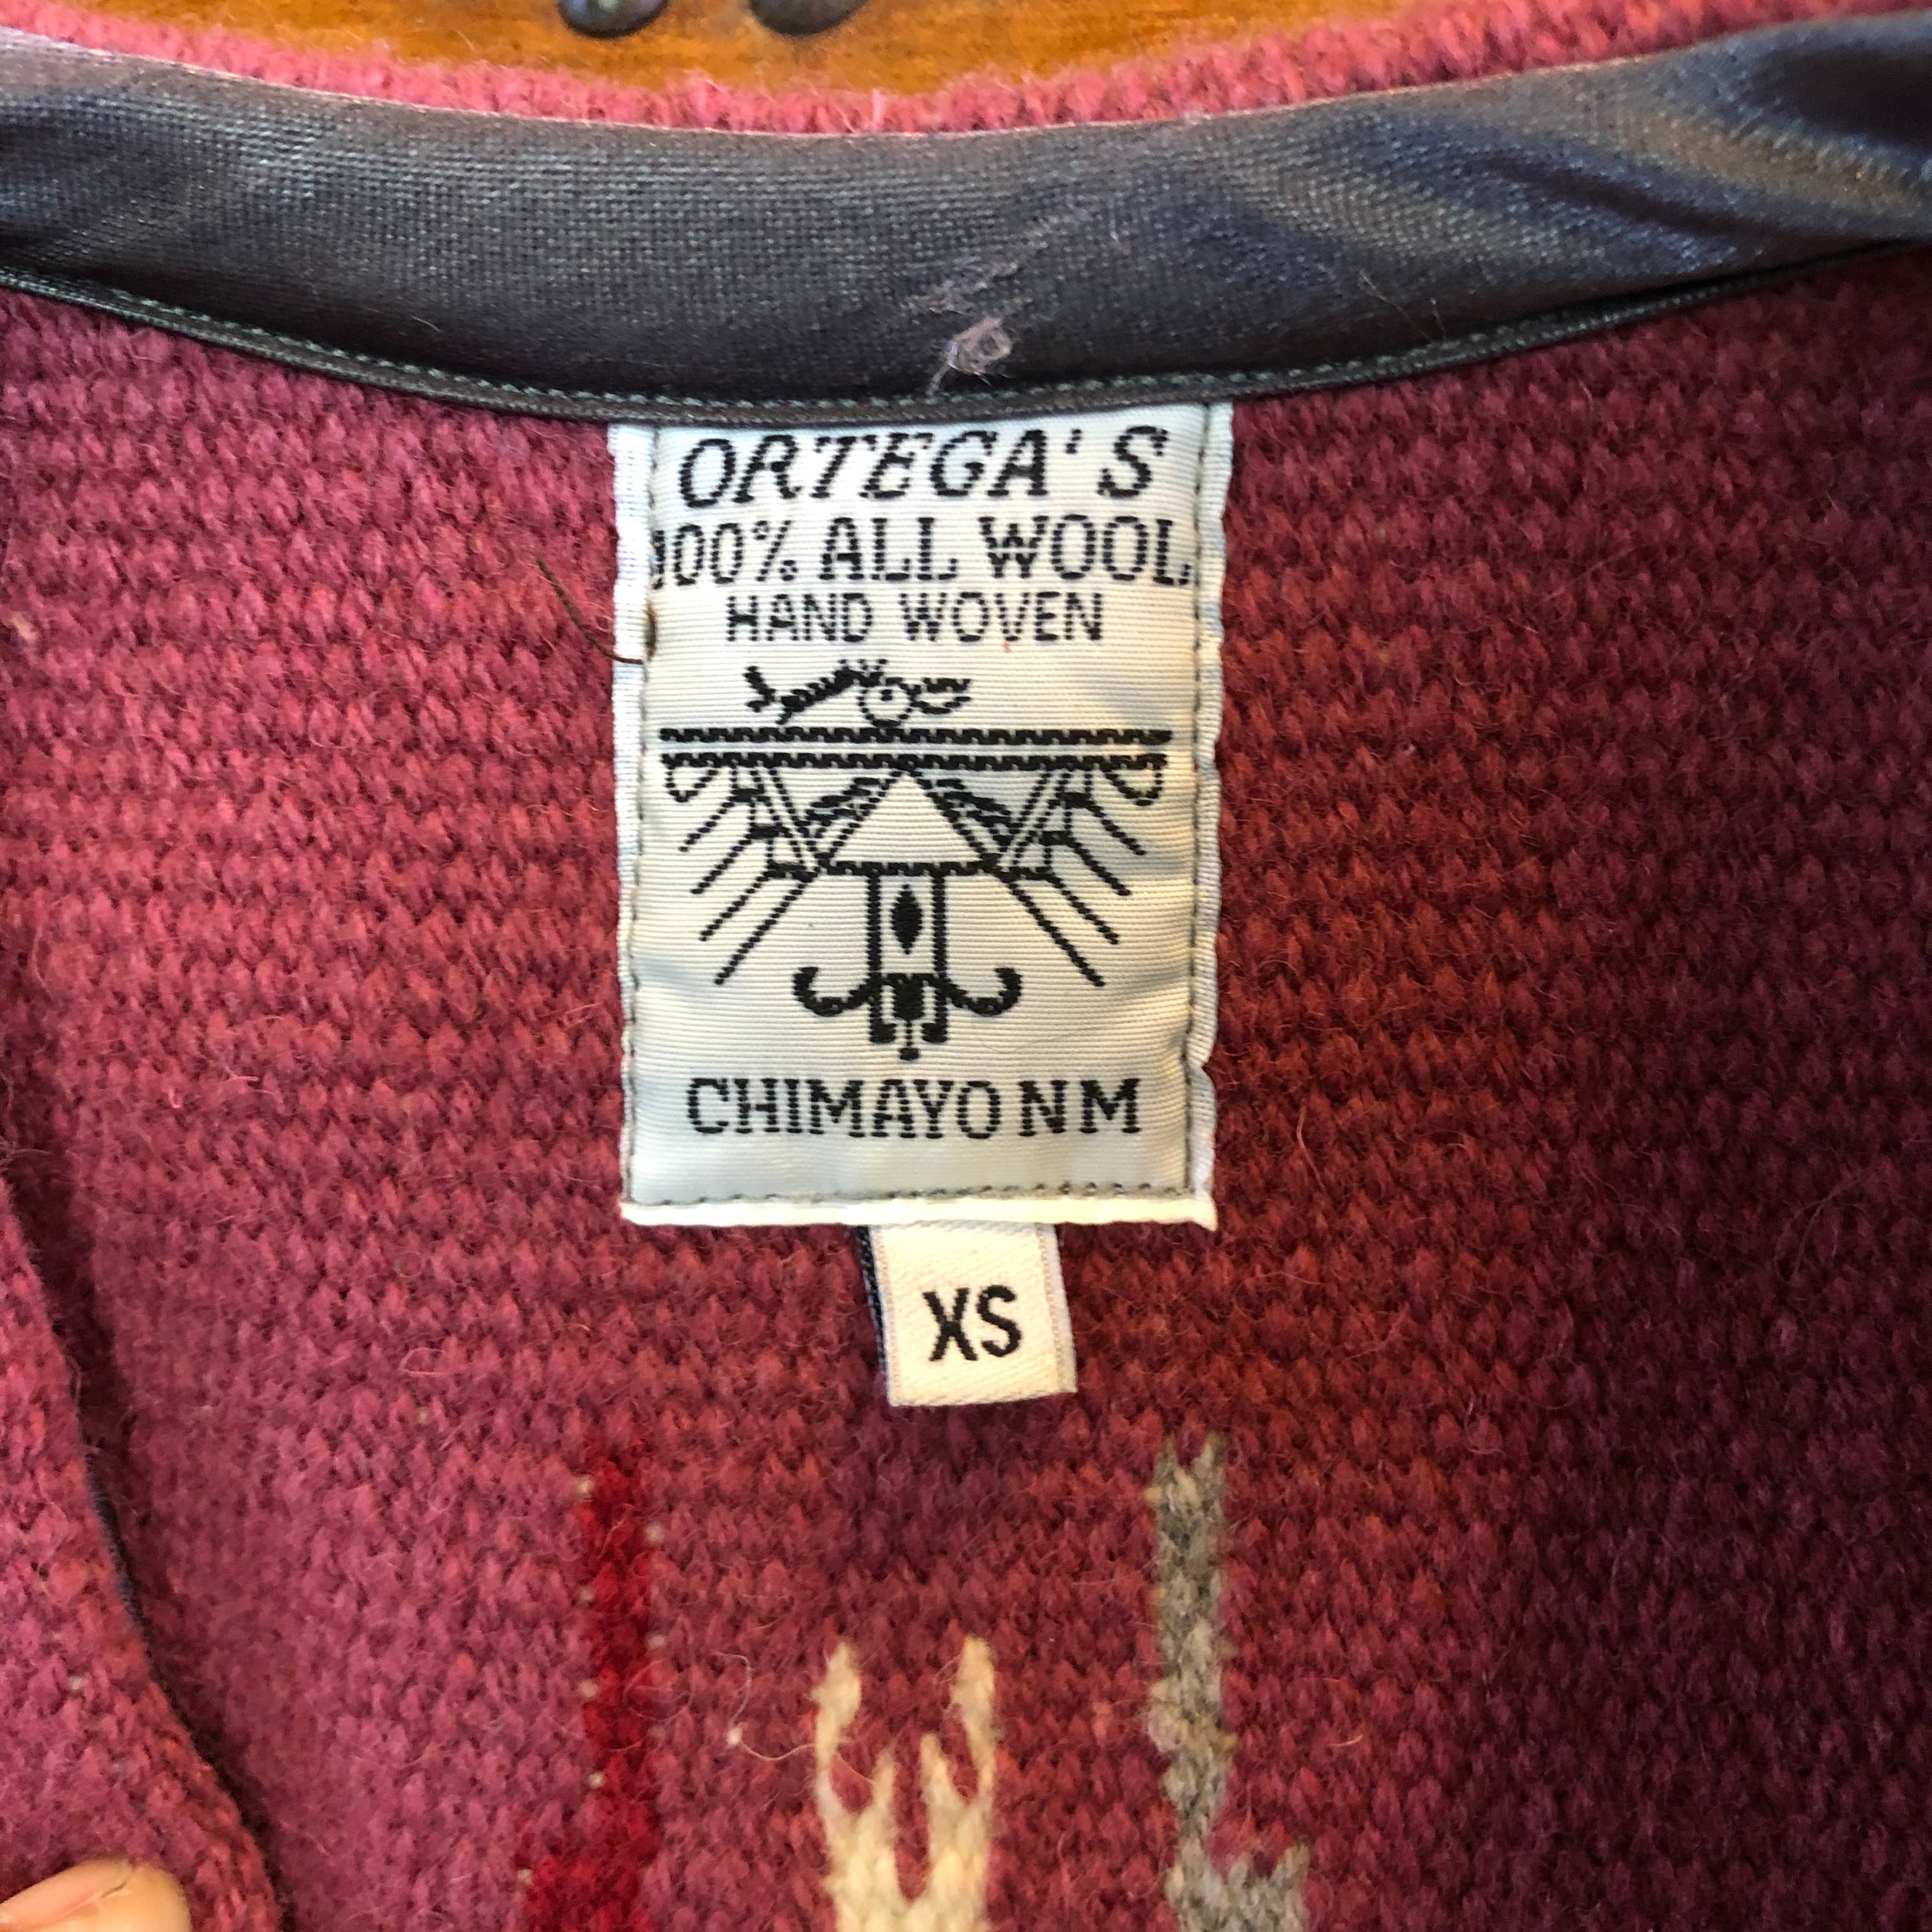 ORTEGA'S
100% ALL WOOL
HAND WOVEN
CHIMAYO NM
XS